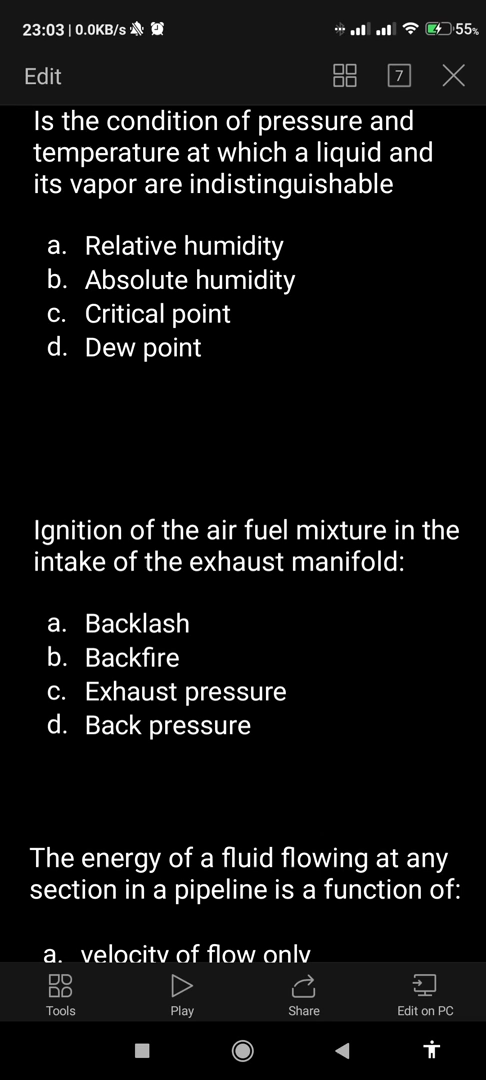 23:03 | 0.0KB/s
55%
Edit
7
Is the condition of pressure and
temperature at which a liquid and
its vapor are indistinguishable
a. Relative humidity
b. Absolute humidity
c. Critical point
d. Dew point
Ignition of the air fuel mixture in the
intake of the exhaust manifold:
a. Backlash
b. Backfire
c. Exhaust pressure
d. Back pressure
The energy of a fluid flowing at any
section in a pipeline is a function of:
a. velocity of flow only
Tools
Play
Share
Edit on PC